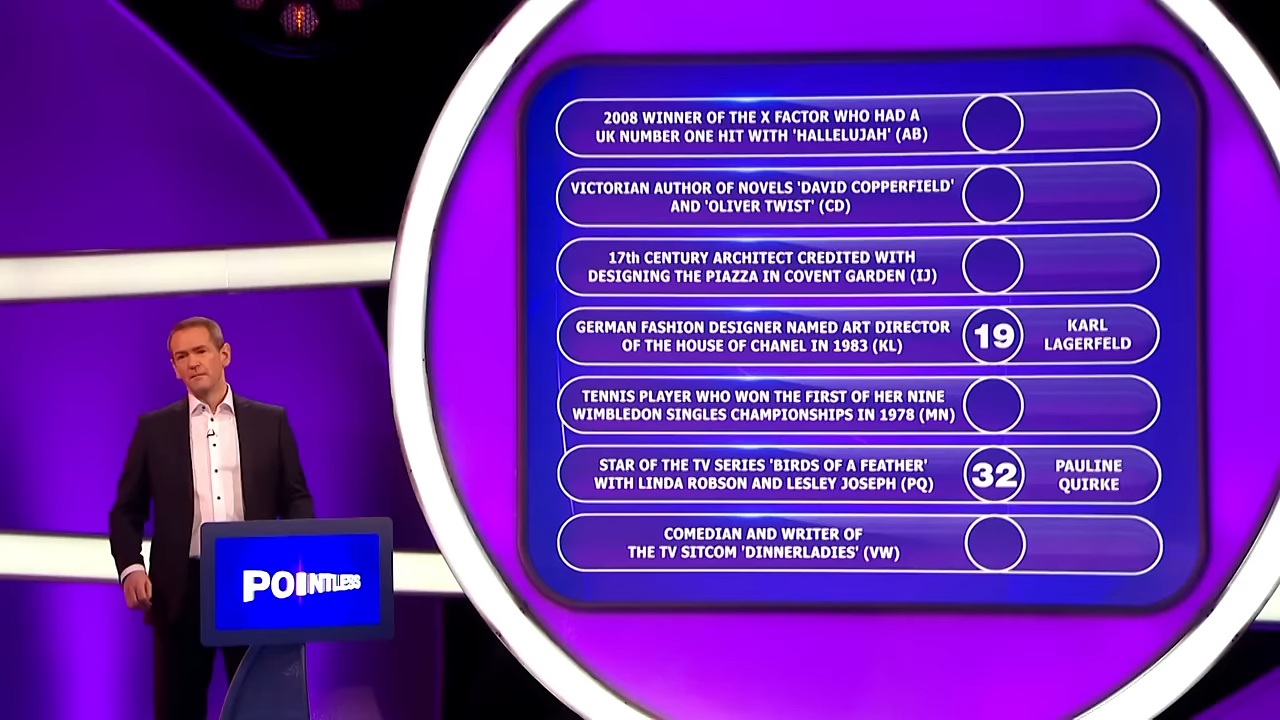 2008 WINNER OF THE X FACTOR WHO HAD A
UK NUMBER ONE HIT WITH 'HALLELUJAH' (AB)
VICTORIAN AUTHOR OF NOVELS 'DAVID COPPERFIELD'
AND 'OLIVER TWIST' (CD)
17th CENTURY ARCHITECT CREDITED WITH
DESIGNING THE PIAZZA IN COVENT GARDEN (IJ)
GERMAN FASHION DESIGNER NAMED ART DIRECTOR
OF THE HOUSE OF CHANEL IN 1983 (KL)
19
KARL
LAGERFELD
TENNIS PLAYER WHO WON THE FIRST OF HER NINE
WIMBLEDON SINGLES CHAMPIONSHIPS IN 1978 (MN)
STAR OF THE TV SERIES 'BIRDS OF A FEATHER'
WITH LINDA ROBSON AND LESLEY JOSEPH (PQ)
32
PAULINE
QUIRKE
COMEDIAN AND WRITER OF
THE TV SITCOM 'DINNERLADIES' (VW)
POINTLESS